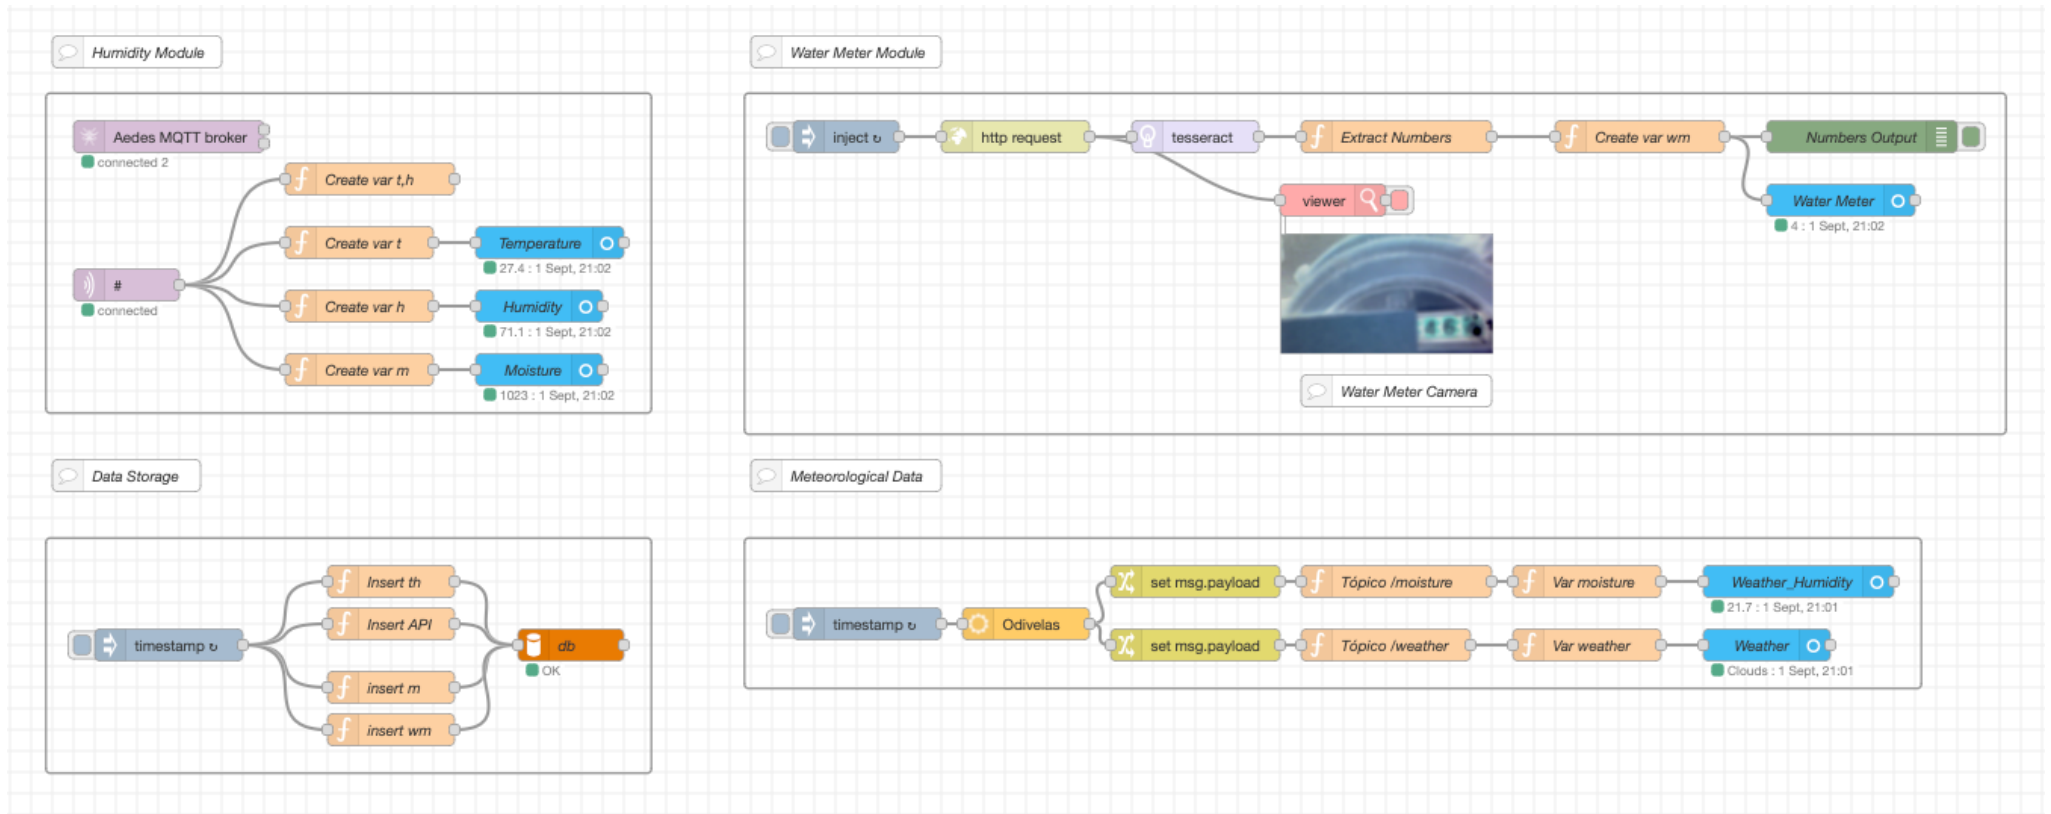 Humidity Module
Aedes MQTT broker
connected 2
Create var t,h
Create var t
Temperature
27.4 : 1 Sept, 21:02
#
connected
Create var h
Humidity
71.1 : 1 Sept, 21:02
Create var m
Moisture
1023 : 1 Sept, 21:02
Water Meter Module
inject ↻
http request
tesseract
Extract Numbers
Create var wm
Numbers Output
viewer
Water Meter
4 : 1 Sept, 21:02
Water Meter Camera
Data Storage
timestamp ↻
Insert th
Insert API
insert m
insert wm
db
OK
Meteorological Data
timestamp ↻
Odivelas
set msg.payload
Tópico /moisture
Var moisture
Weather_Humidity
21.7 : 1 Sept, 21:01
set msg.payload
Tópico /weather
Var weather
Weather
Clouds : 1 Sept, 21:01